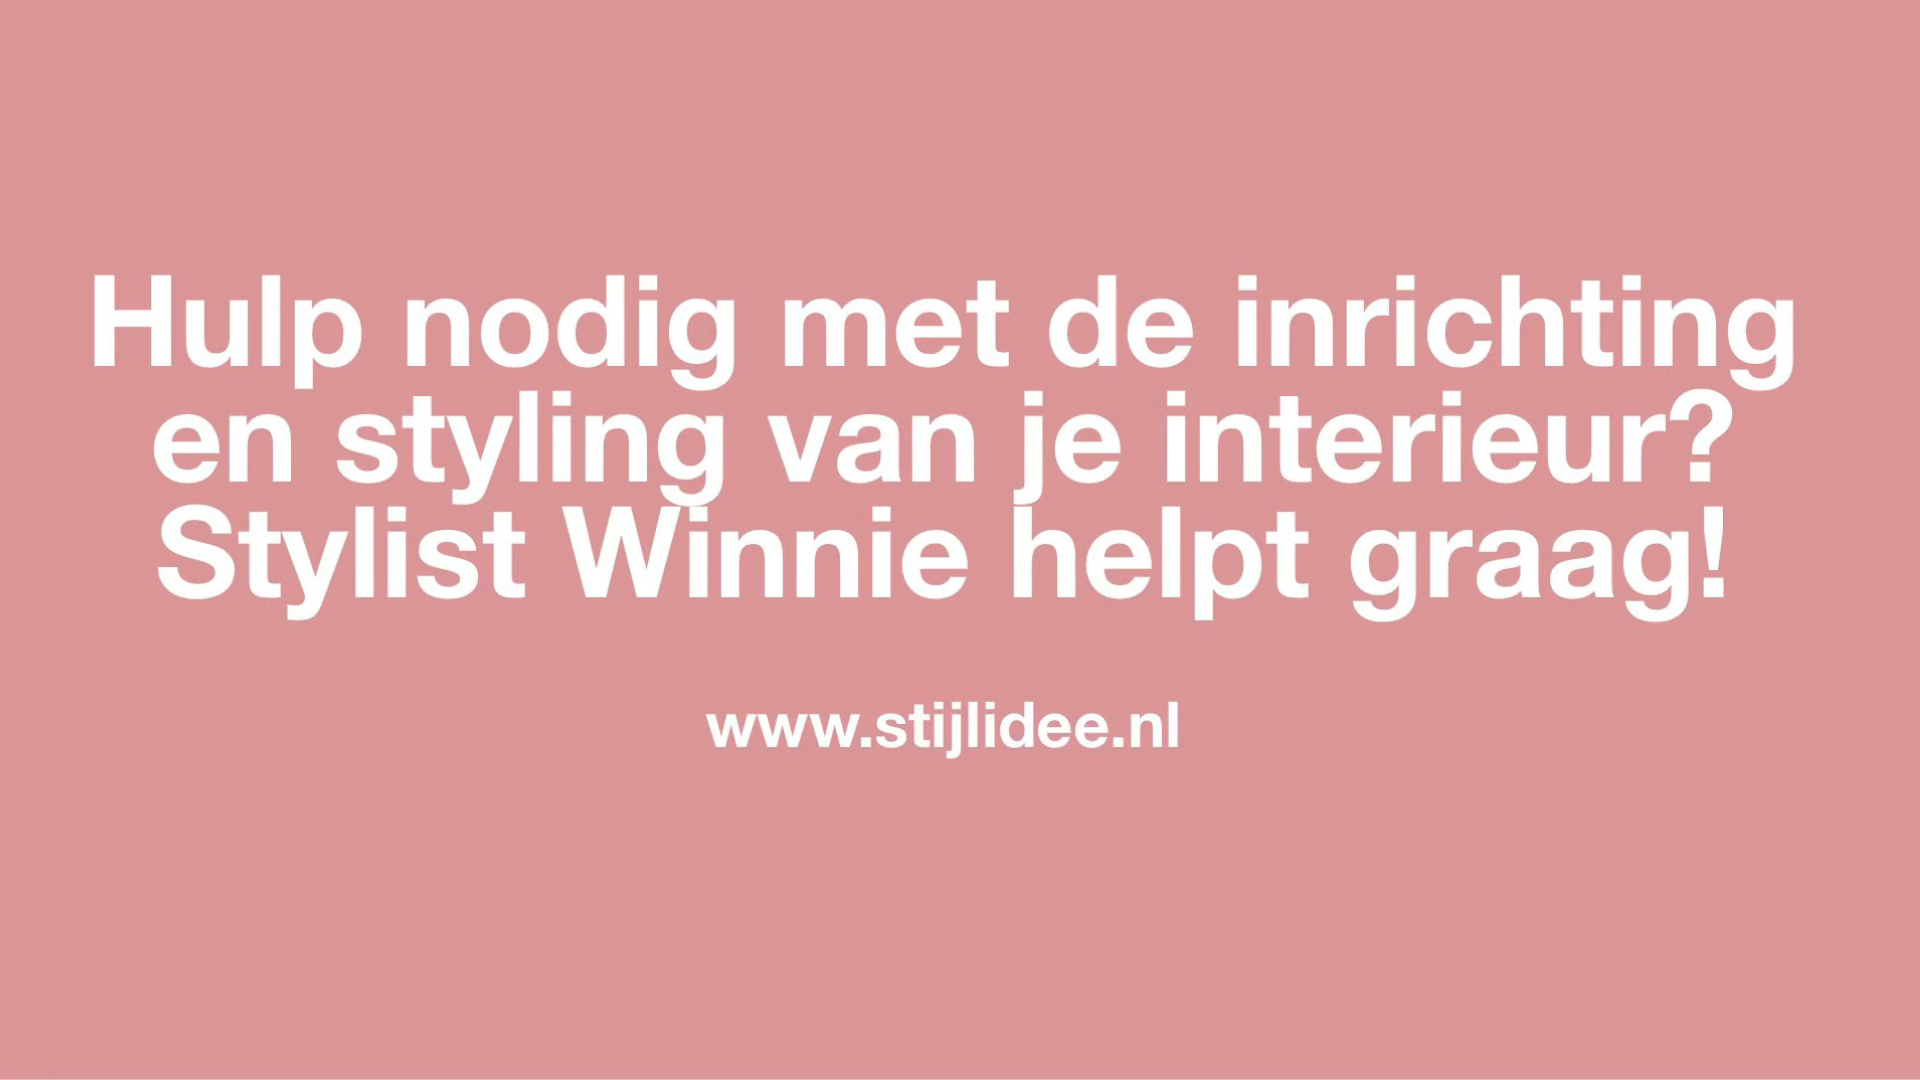 Hulp nodig met de inrichting
en styling van je interieur?
Stylist Winnie helpt graag!
www.stijlidee.nl